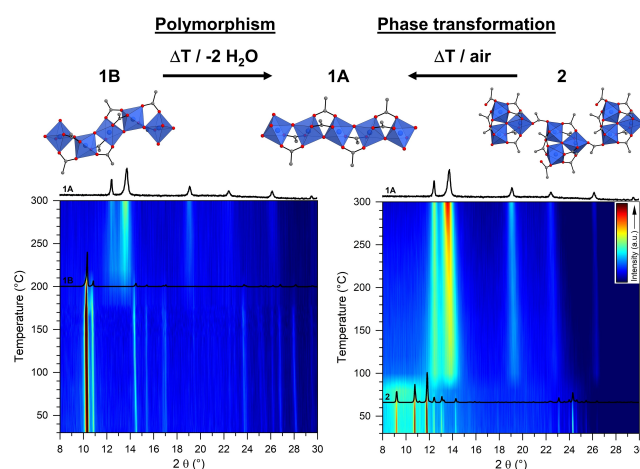 Polymorphism
Phase transformation
ΔT / -2 H2O
ΔT / air
1B
1A
2
1A
1B
300
250
200
150
100
50
Temperature (°C)
8 10 12 14 16 18 20 22 24 26 28 30
2 θ (°)
1A
2
300
250
200
150
100
50
Temperature (°C)
8 10 12 14 16 18 20 22 24 26 28 30
2 θ (°)
Intensity (a.u.)